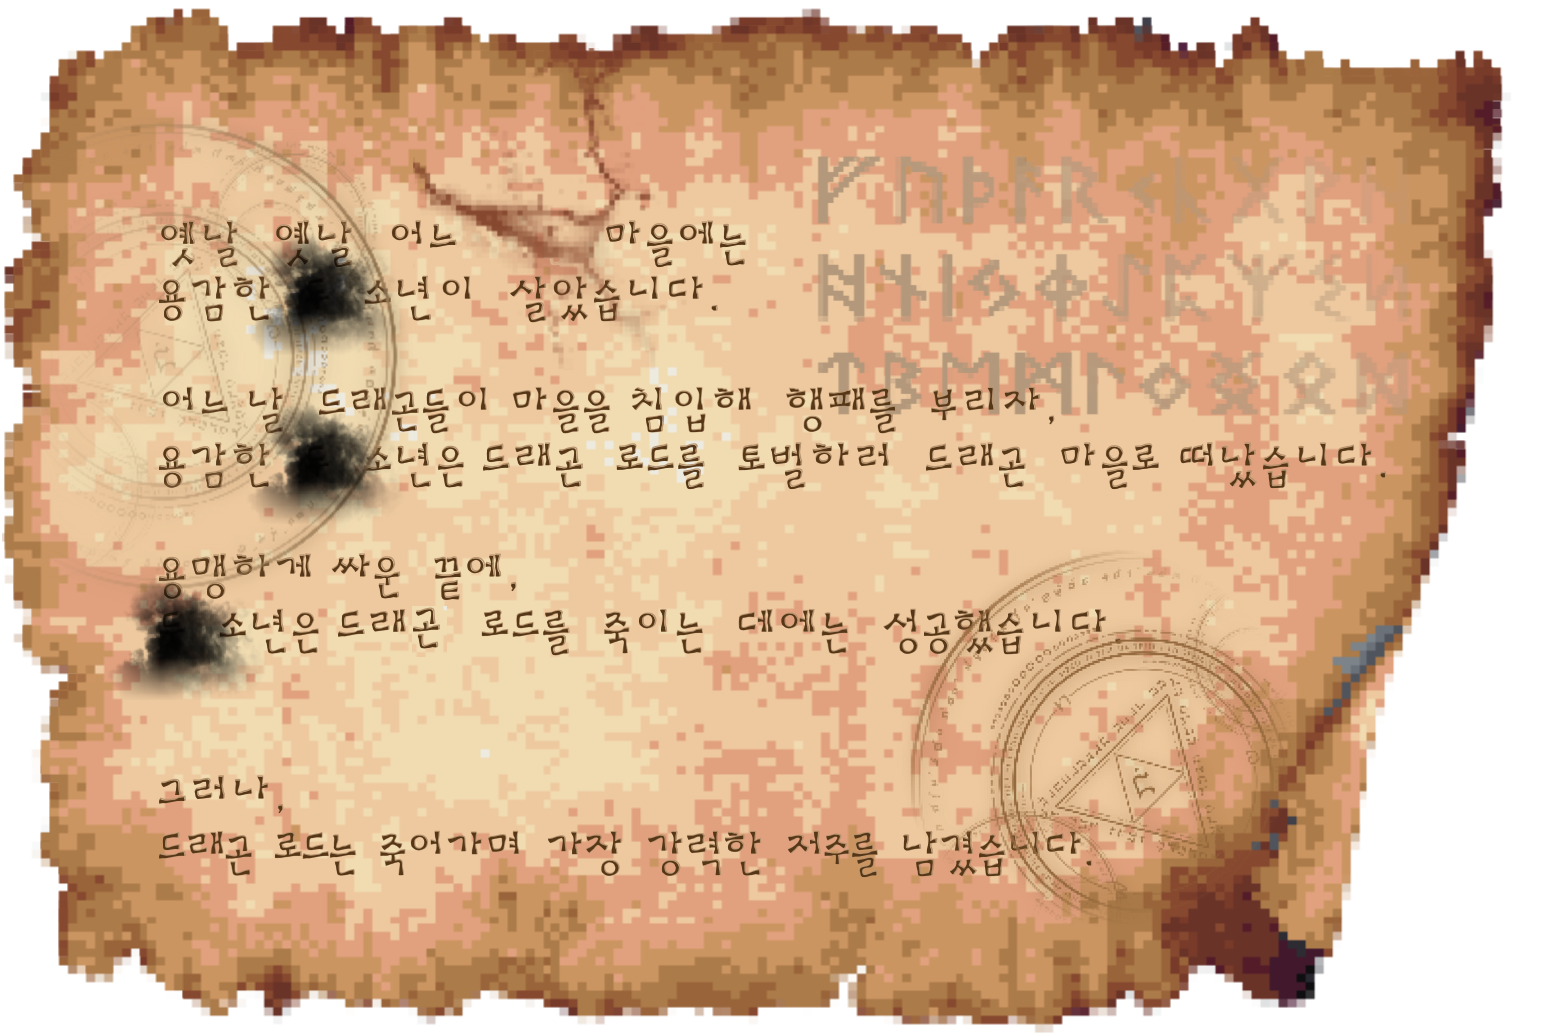 옛날 옛날 어느 마을에는
용감한 소년이 살았습니다.
어느 날 드래곤들이 마을을 침입해 행패를 부리자,
용감한 소년은 드래곤 로드를 토벌하러 드래곤 마을로 떠났습니다.
용맹하게 싸운 끝에,
소년은 드래곤 로드를 죽이는 데에는 성공했습니다
그러나,
드래곤 로드는 죽어가며 가장 강력한 저주를 남겼습니다.
ᚠᚢᚦᚨᚱᚲ
ᚺᚾᛁᛃ
ᛏᛒᛖᛗᛚ